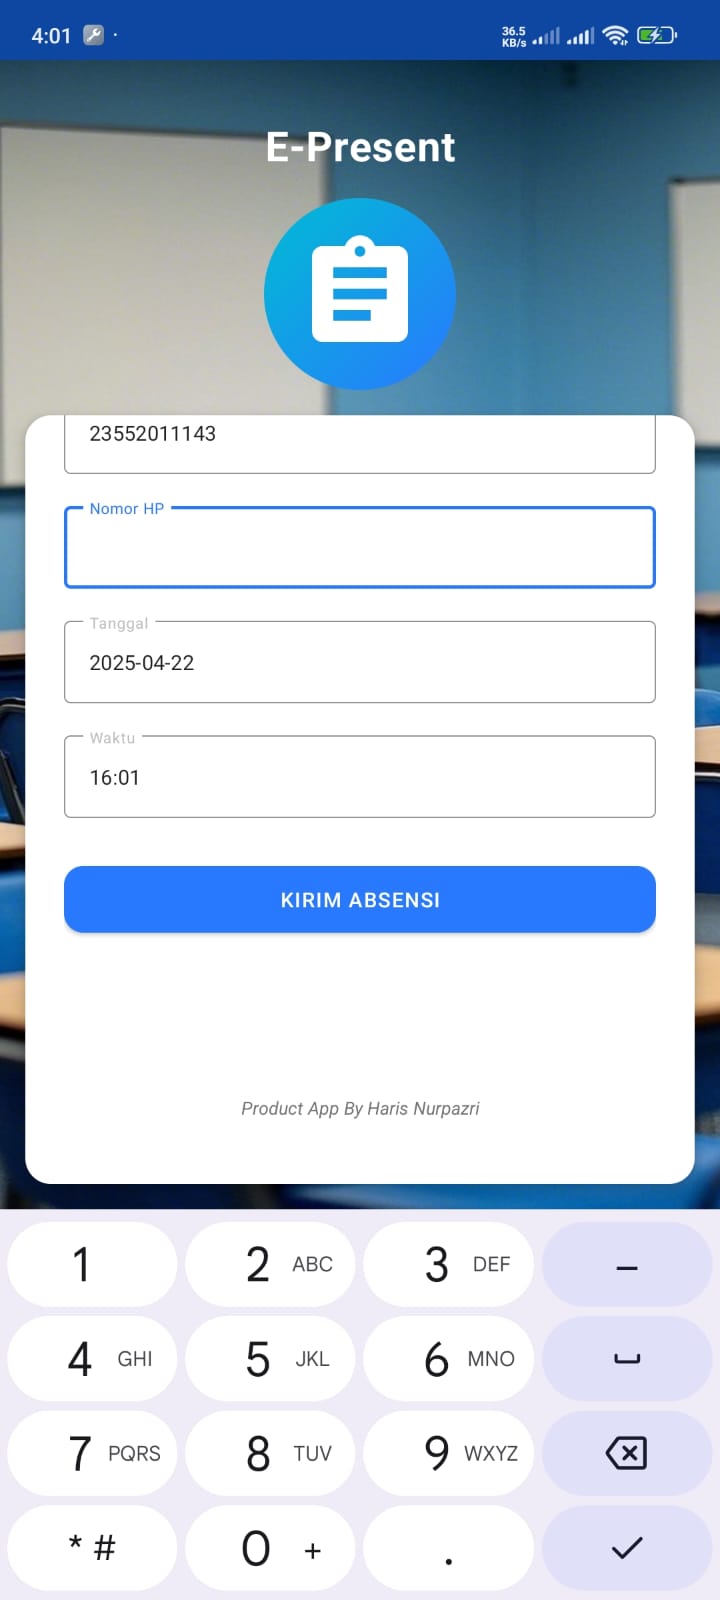 4:01
36.5
KB/s
E-Present
23552011143
Nomor HP
Tanggal
2025-04-22
Waktu
16:01
KIRIM ABSENSI
Product App By Haris Nurpazri
1
2 ABC
3 DEF
–
4 GHI
5 JKL
6 MNO
7 PQRS
8 TUV
9 WXYZ
* #
0 +
.